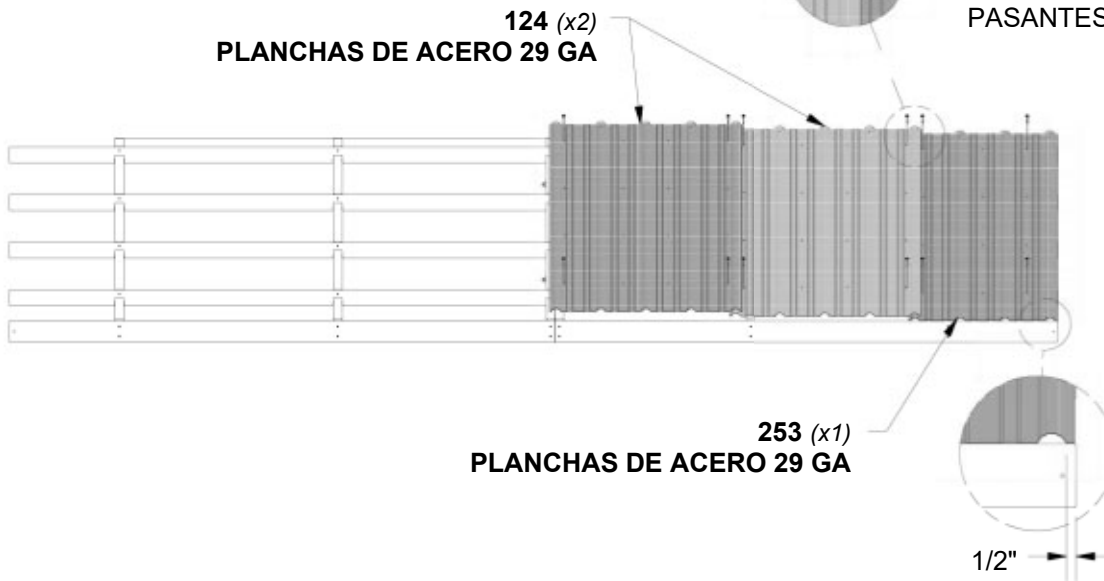 124 (x2)
PLANCHAS DE ACERO 29 GA
PASANTES
253 (x1)
PLANCHAS DE ACERO 29 GA
1/2"